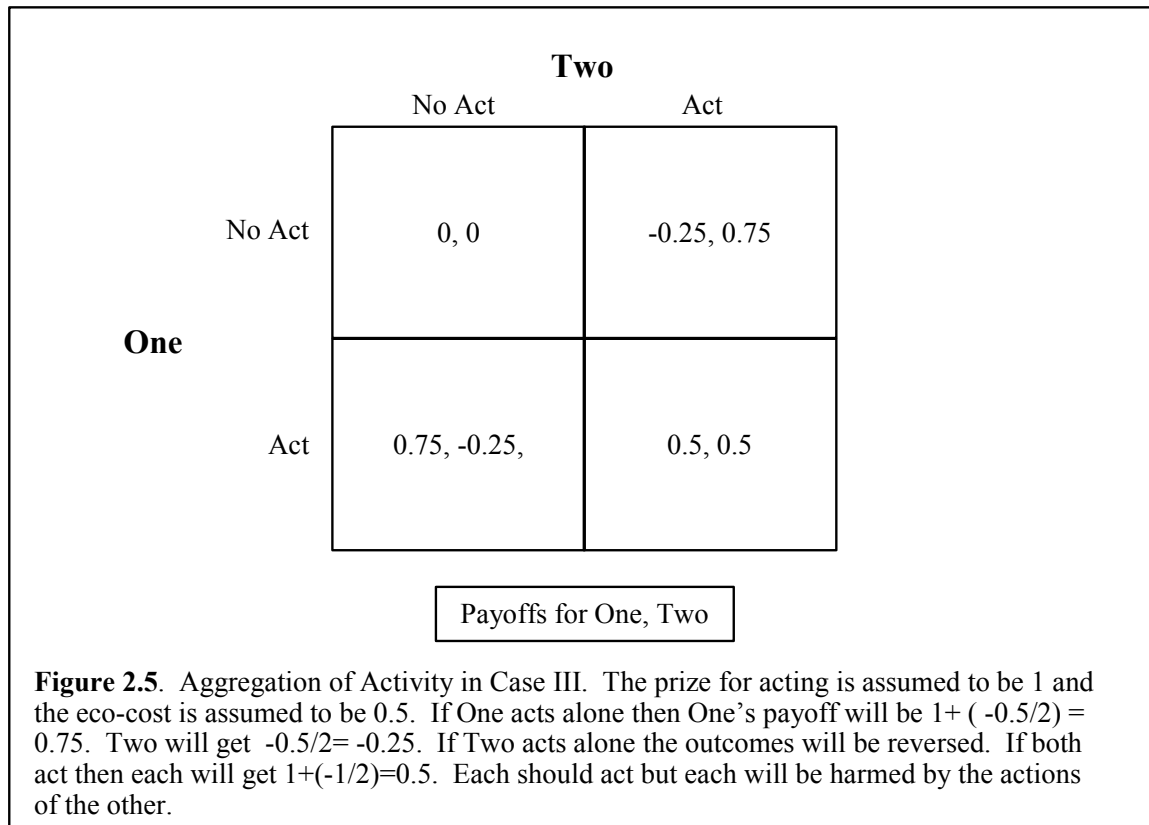 Two
No Act Act
No Act 0, 0 -0.25, 0.75
One
Act 0.75, -0.25, 0.5, 0.5
Payoffs for One, Two
Figure 2.5. Aggregation of Activity in Case III. The prize for acting is assumed to be 1 and
the eco-cost is assumed to be 0.5. If One acts alone then One’s payoff will be 1+ ( -0.5/2) =
0.75. Two will get -0.5/2= -0.25. If Two acts alone the outcomes will be reversed. If both
act then each will get 1+(-1/2)=0.5. Each should act but each will be harmed by the actions
of the other.